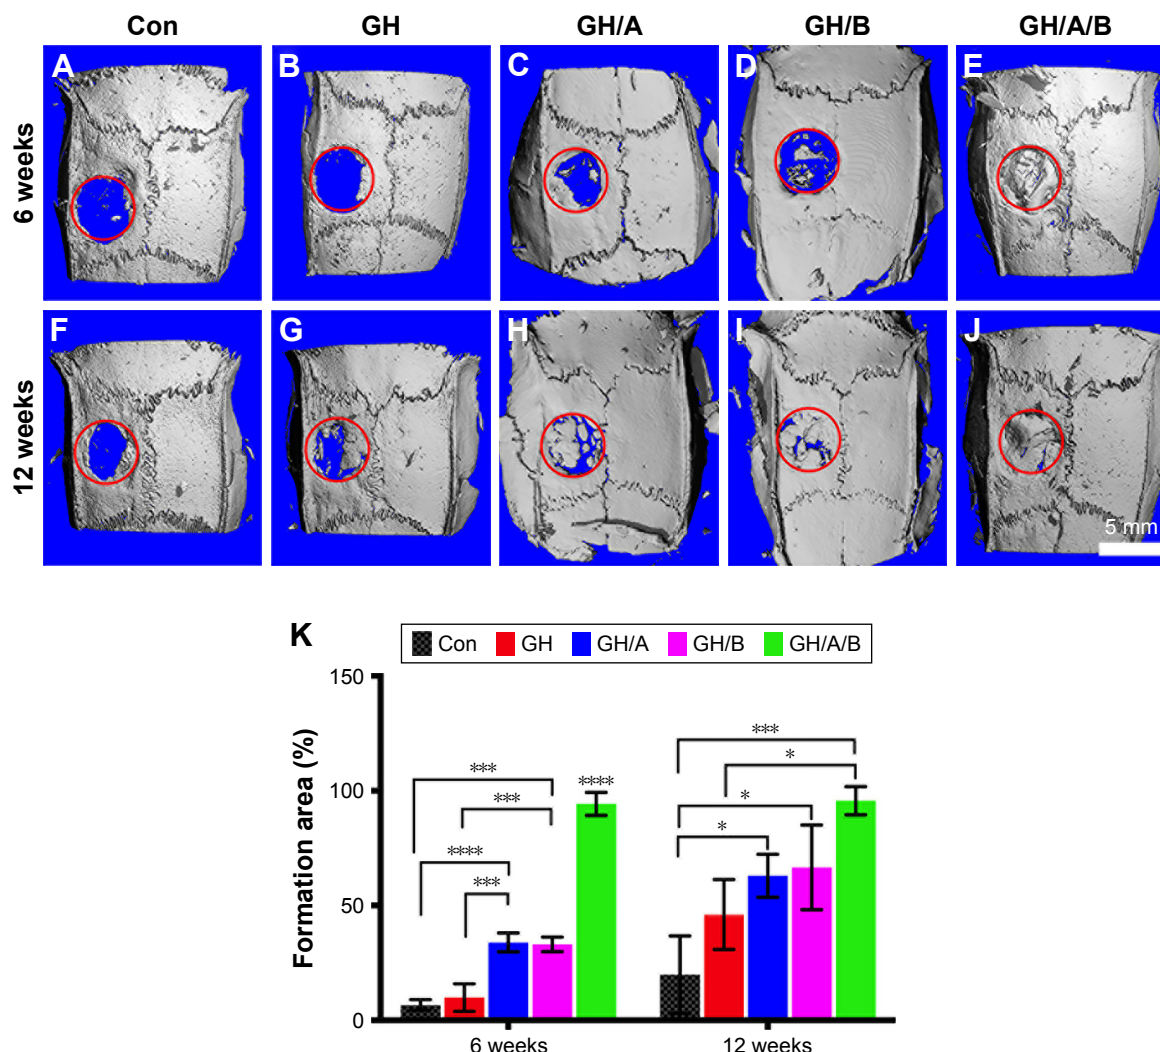 Con GH GH/A GH/B GH/A/B
6 weeks
A B C D E
12 weeks
F G H I J
5 mm
K
Con GH GH/A GH/B GH/A/B
Formation area (%)
150
100
50
0
*** *** **** *** ****
*** * * *
6 weeks 12 weeks